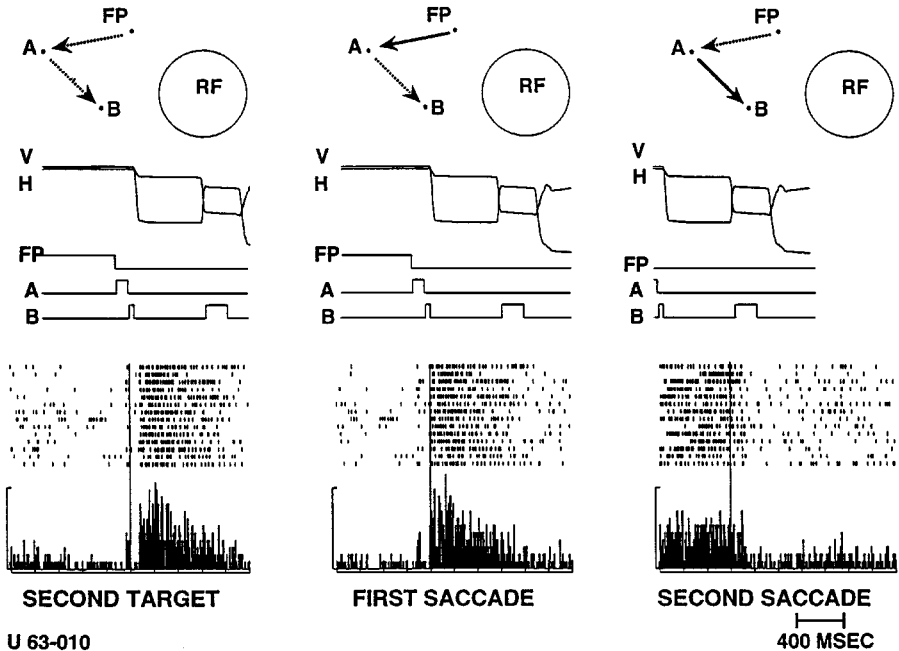 FP
A
B
RF
FP
A
B
RF
FP
A
B
RF
V
H
V
H
V
H
FP
A
B
FP
A
B
FP
A
B
SECOND TARGET
FIRST SACCADE
SECOND SACCADE
U 63-010
400 MSEC